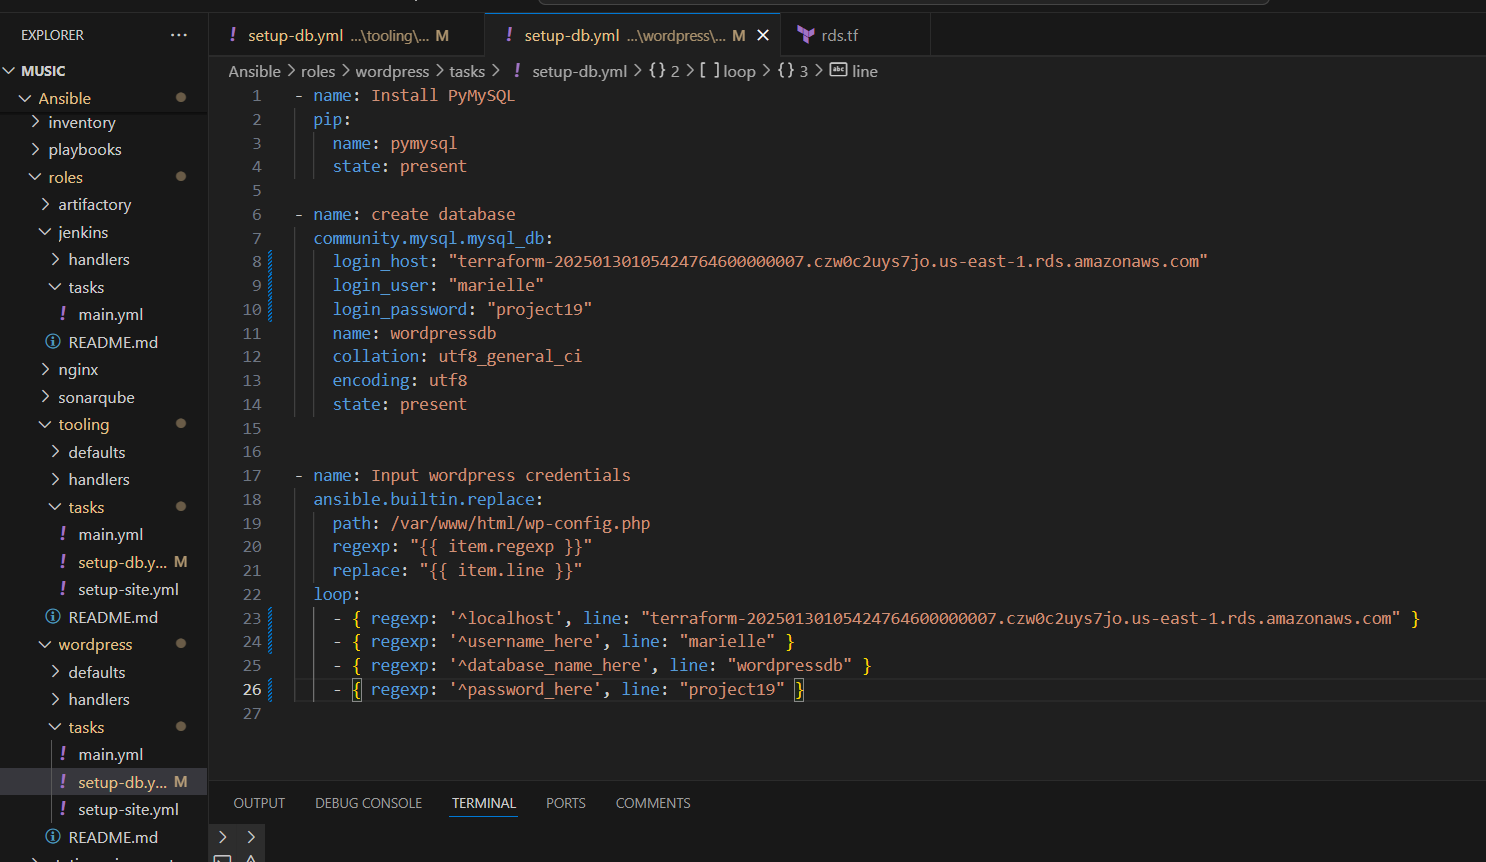 EXPLORER ...
MUSIC
Ansible
inventory
playbooks
roles
artifactory
jenkins
handlers
tasks
! main.yml
README.md
nginx
sonarqube
tooling
defaults
handlers
tasks
! main.yml
! setup-db.y... M
! setup-site.yml
README.md
wordpress
defaults
handlers
tasks
! main.yml
! setup-db.y... M
! setup-site.yml
README.md
! setup-db.yml ...\tooling\... M
! setup-db.yml ...\wordpress\... M
rds.tf
Ansible > roles > wordpress > tasks > ! setup-db.yml > {} 2 > [ ] loop > {} 3 > abc line
1 - name: Install PyMySQL
2 pip:
3 name: pymysql
4 state: present
5
6 - name: create database
7 community.mysql.mysql_db:
8 login_host: "terraform-20250130105424764600000007.czw0c2uys7jo.us-east-1.rds.amazonaws.com"
9 login_user: "marielle"
10 login_password: "project19"
11 name: wordpressdb
12 collation: utf8_general_ci
13 encoding: utf8
14 state: present
15
16
17 - name: Input wordpress credentials
18 ansible.builtin.replace:
19 path: /var/www/html/wp-config.php
20 regexp: "{{ item.regexp }}"
21 replace: "{{ item.line }}"
22 loop:
23 - { regexp: '^localhost', line: "terraform-20250130105424764600000007.czw0c2uys7jo.us-east-1.rds.amazonaws.com" }
24 - { regexp: '^username_here', line: "marielle" }
25 - { regexp: '^database_name_here', line: "wordpressdb" }
26 - { regexp: '^password_here', line: "project19" }
27
OUTPUT DEBUG CONSOLE TERMINAL PORTS COMMENTS